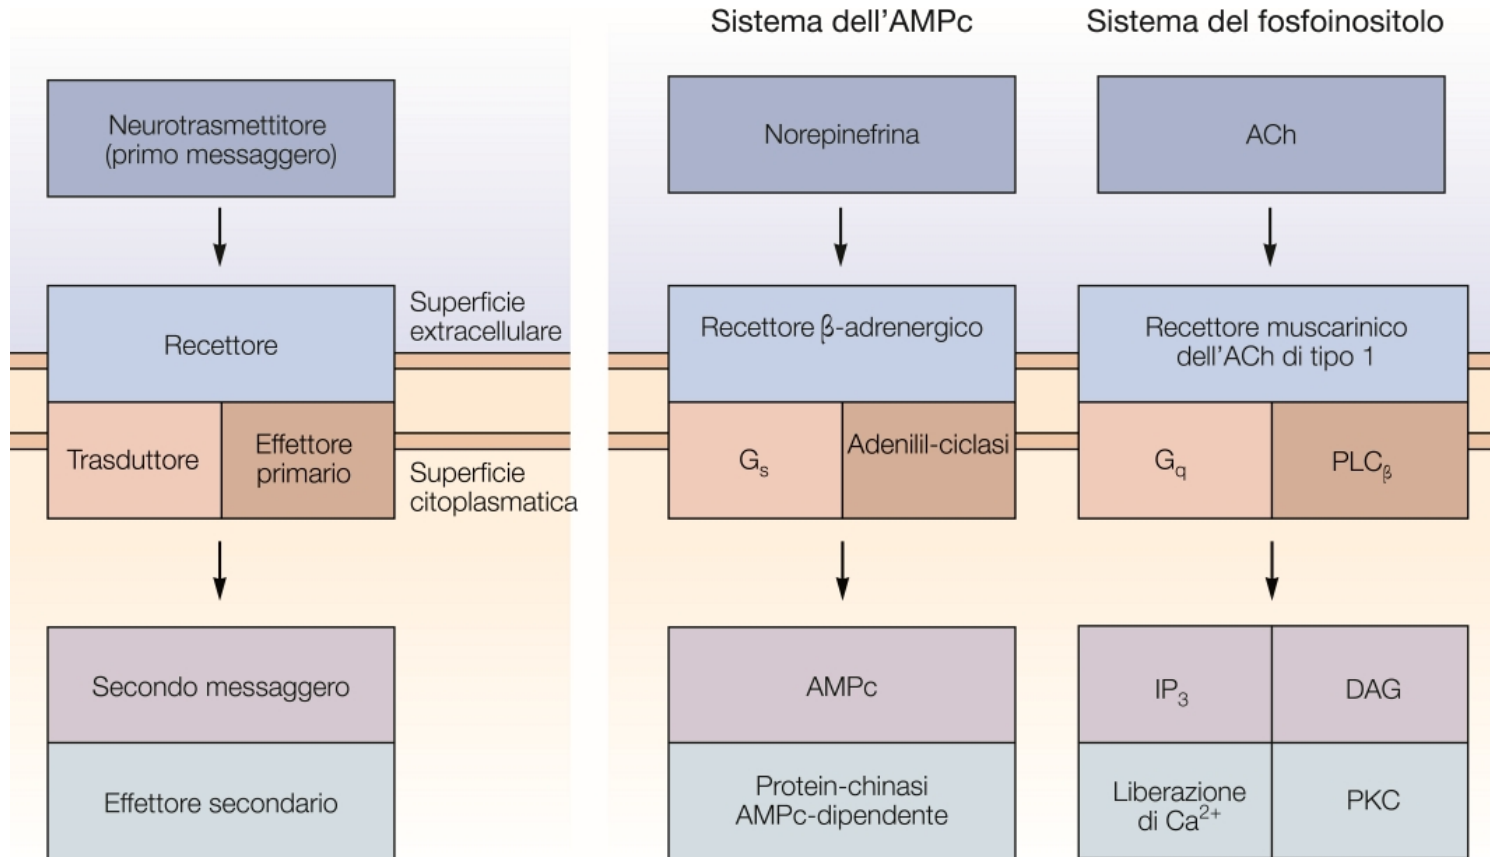 Sistema dell'AMPc
Sistema del fosfoinositolo
Neurotrasmettitore
(primo messaggero)
Norepinefrina
ACh
Recettore
Superficie
extracellulare
Recettore β-adrenergico
Recettore muscarinico
dell'ACh di tipo 1
Trasduttore
Effettore
primario
Superficie
citoplasmatica
Gs
Adenilil-ciclasi
Gq
PLCβ
Secondo messaggero
AMPc
IP3
DAG
Effettore secondario
Protein-chinasi
AMPc-dipendente
Liberazione
di Ca2+
PKC